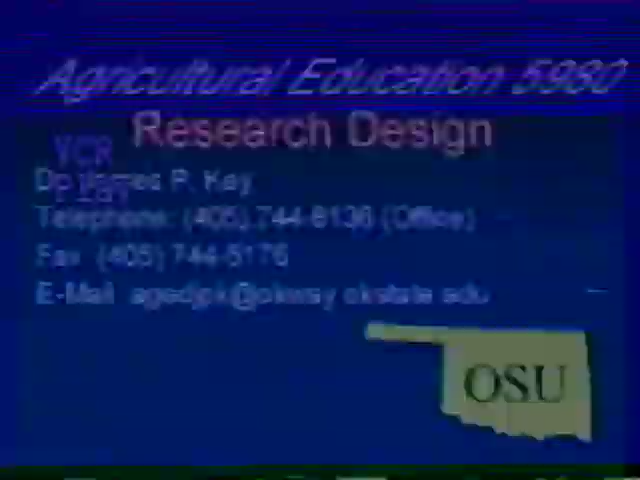 Agricultural Education 5980
Research Design
VCR
Dr. James P. Key
Telephone: (405) 744-8136 (Office)
Fax (405) 744-5176
E-Mail agedjpk@okway.okstate.edu
OSU